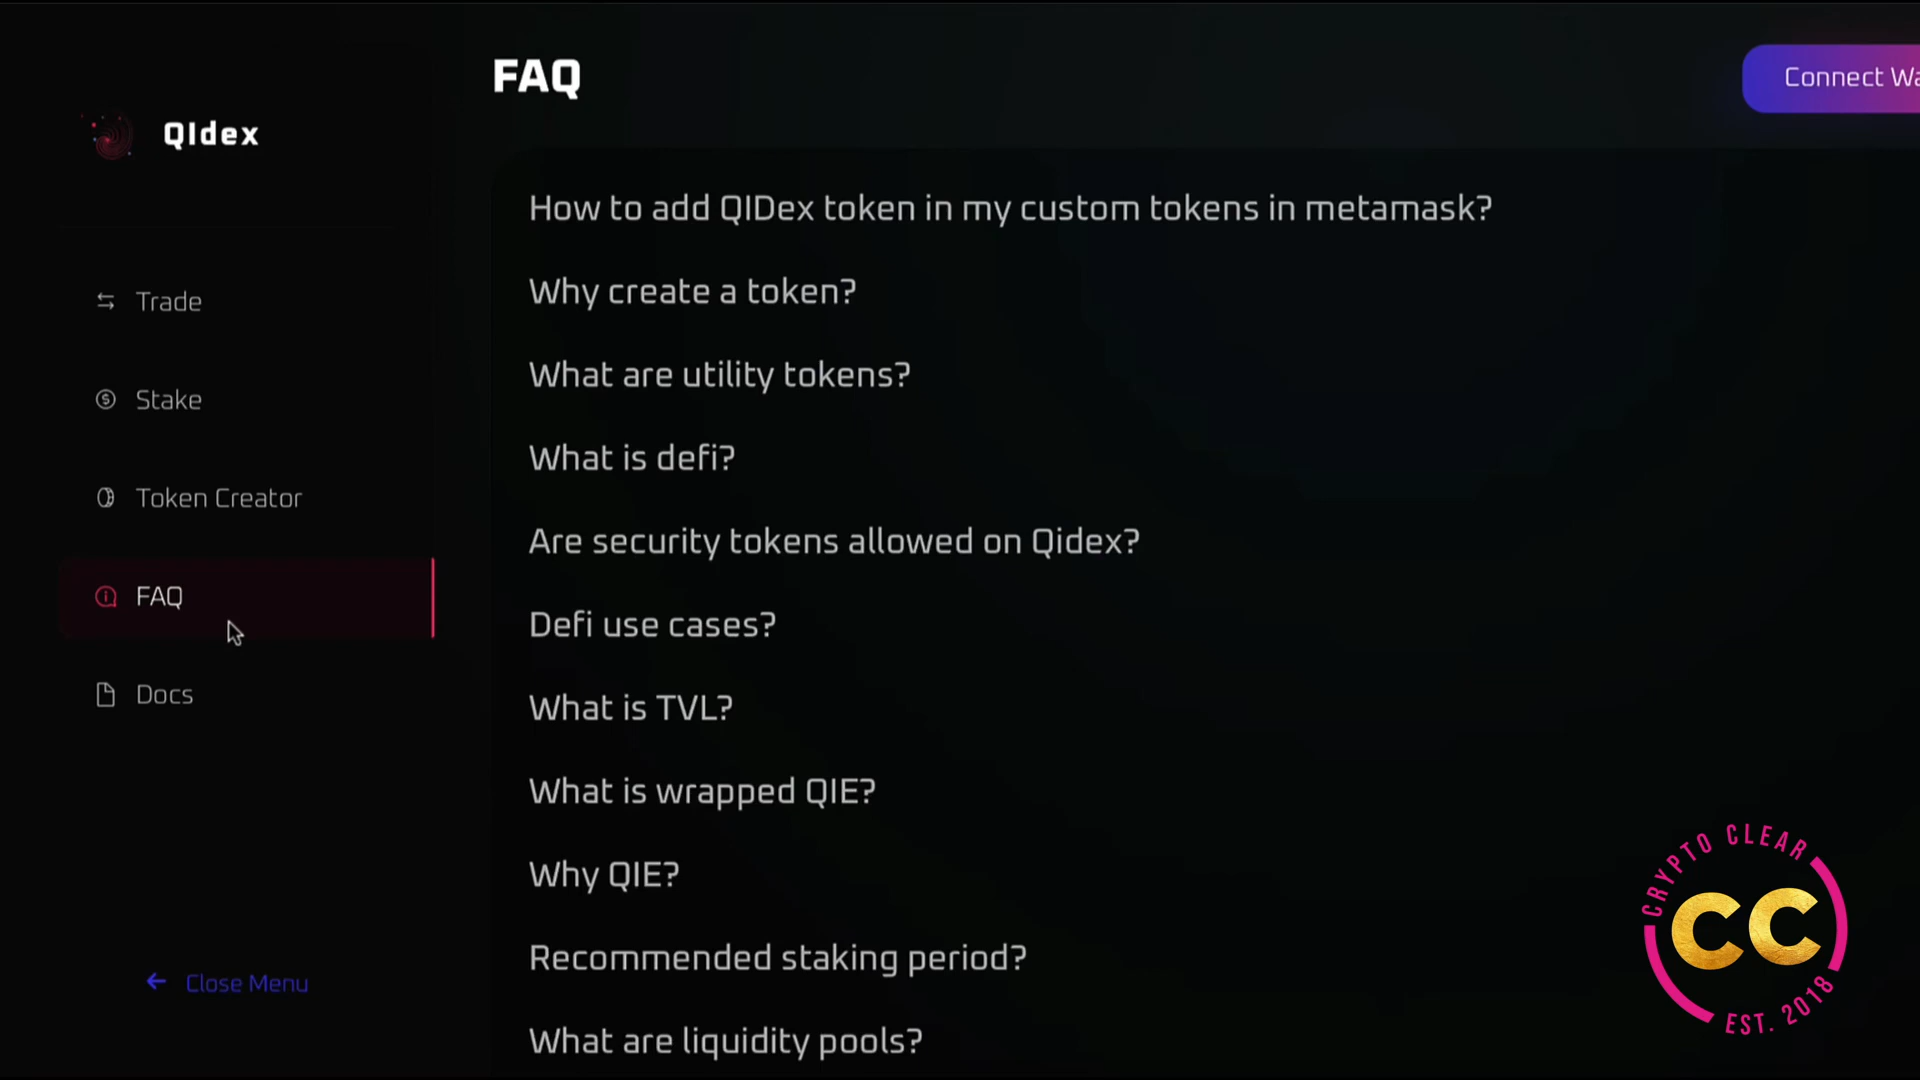 FAQ
Connect Wa
QIdex
How to add QIDex token in my custom tokens in metamask?
Trade
Why create a token?
Stake
What are utility tokens?
Token Creator
What is defi?
FAQ
Are security tokens allowed on Qidex?
Docs
Defi use cases?
What is TVL?
What is wrapped QIE?
Why QIE?
Recommended staking period?
What are liquidity pools?
Close Menu
CRYPTO CLEAR
CC
EST. 2018